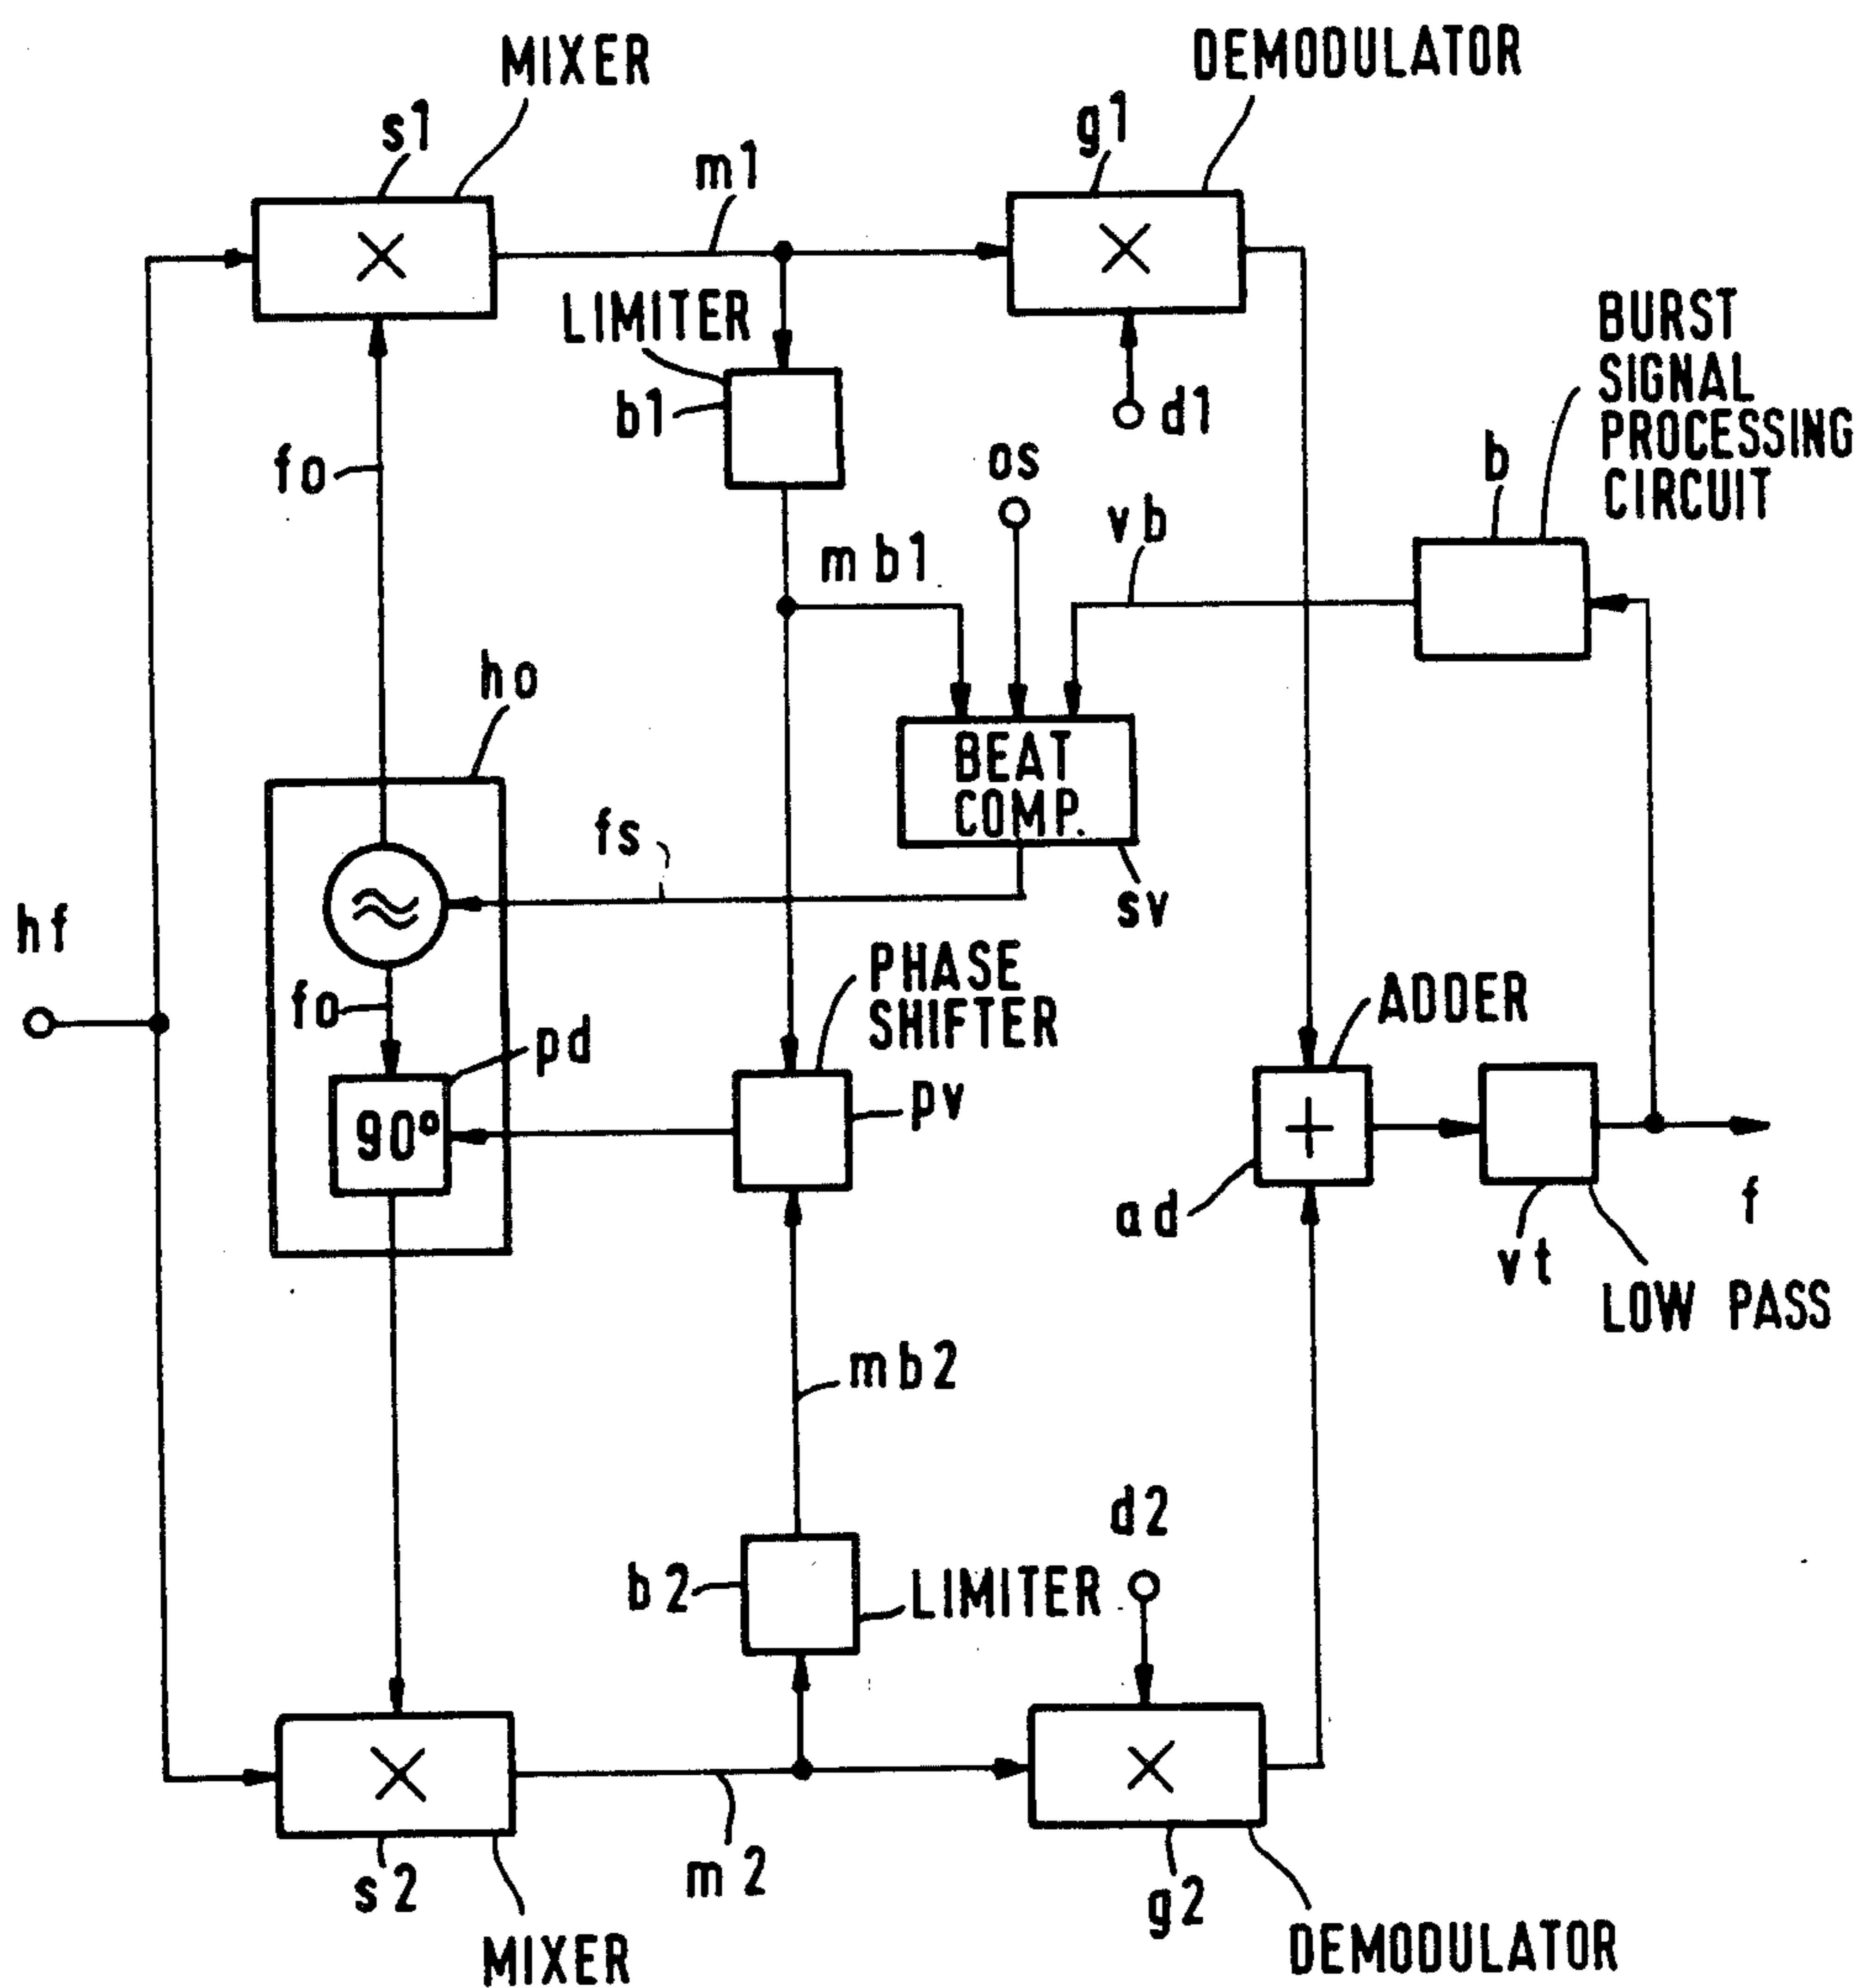 MIXER
DEMODULATOR
s1
g1
m1
LIMITER
BURST
SIGNAL
PROCESSING
CIRCUIT
b1
d1
fo
os
vb
b
mb1
ho
BEAT
COMP.
fs
sv
hf
PHASE
SHIFTER
ADDER
fo
pd
90°
pv
ad
f
vt
LOW PASS
mb2
d2
b2
LIMITER
m2
s2
g2
MIXER
DEMODULATOR